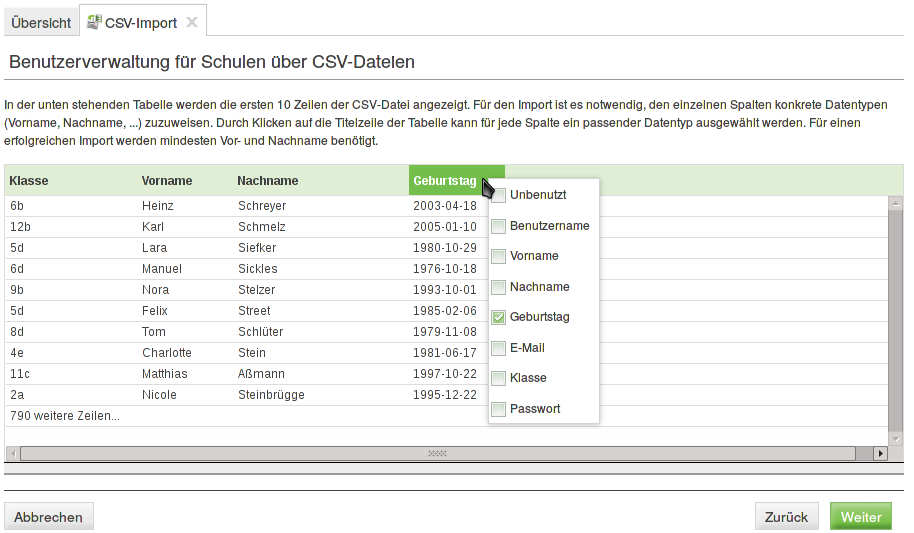 Übersicht CSV-Import
Benutzerverwaltung für Schulen über CSV-Dateien
In der unten stehenden Tabelle werden die ersten 10 Zeilen der CSV-Datei angezeigt. Für den Import ist es notwendig, den einzelnen Spalten konkrete Datentypen
(Vorname, Nachname, ...) zuzuweisen. Durch Klicken auf die Titelzeile der Tabelle kann für jede Spalte ein passender Datentyp ausgewählt werden. Für einen
erfolgreichen Import werden mindesten Vor- und Nachname benötigt.
Klasse Vorname Nachname Geburtstag
6b Heinz Schreyer 2003-04-18
12b Karl Schmelz 2005-01-10
5d Lara Siefker 1980-10-29
6d Manuel Sickles 1976-10-18
9b Nora Stelzer 1993-10-01
5d Felix Street 1985-02-06
8d Tom Schlüter 1979-11-08
4e Charlotte Stein 1981-06-17
11c Matthias Aßmann 1997-10-22
2a Nicole Steinbrügge 1995-12-22
790 weitere Zeilen...
Unbenutzt
Benutzername
Vorname
Nachname
Geburtstag
E-Mail
Klasse
Passwort
Abbrechen Zurück Weiter